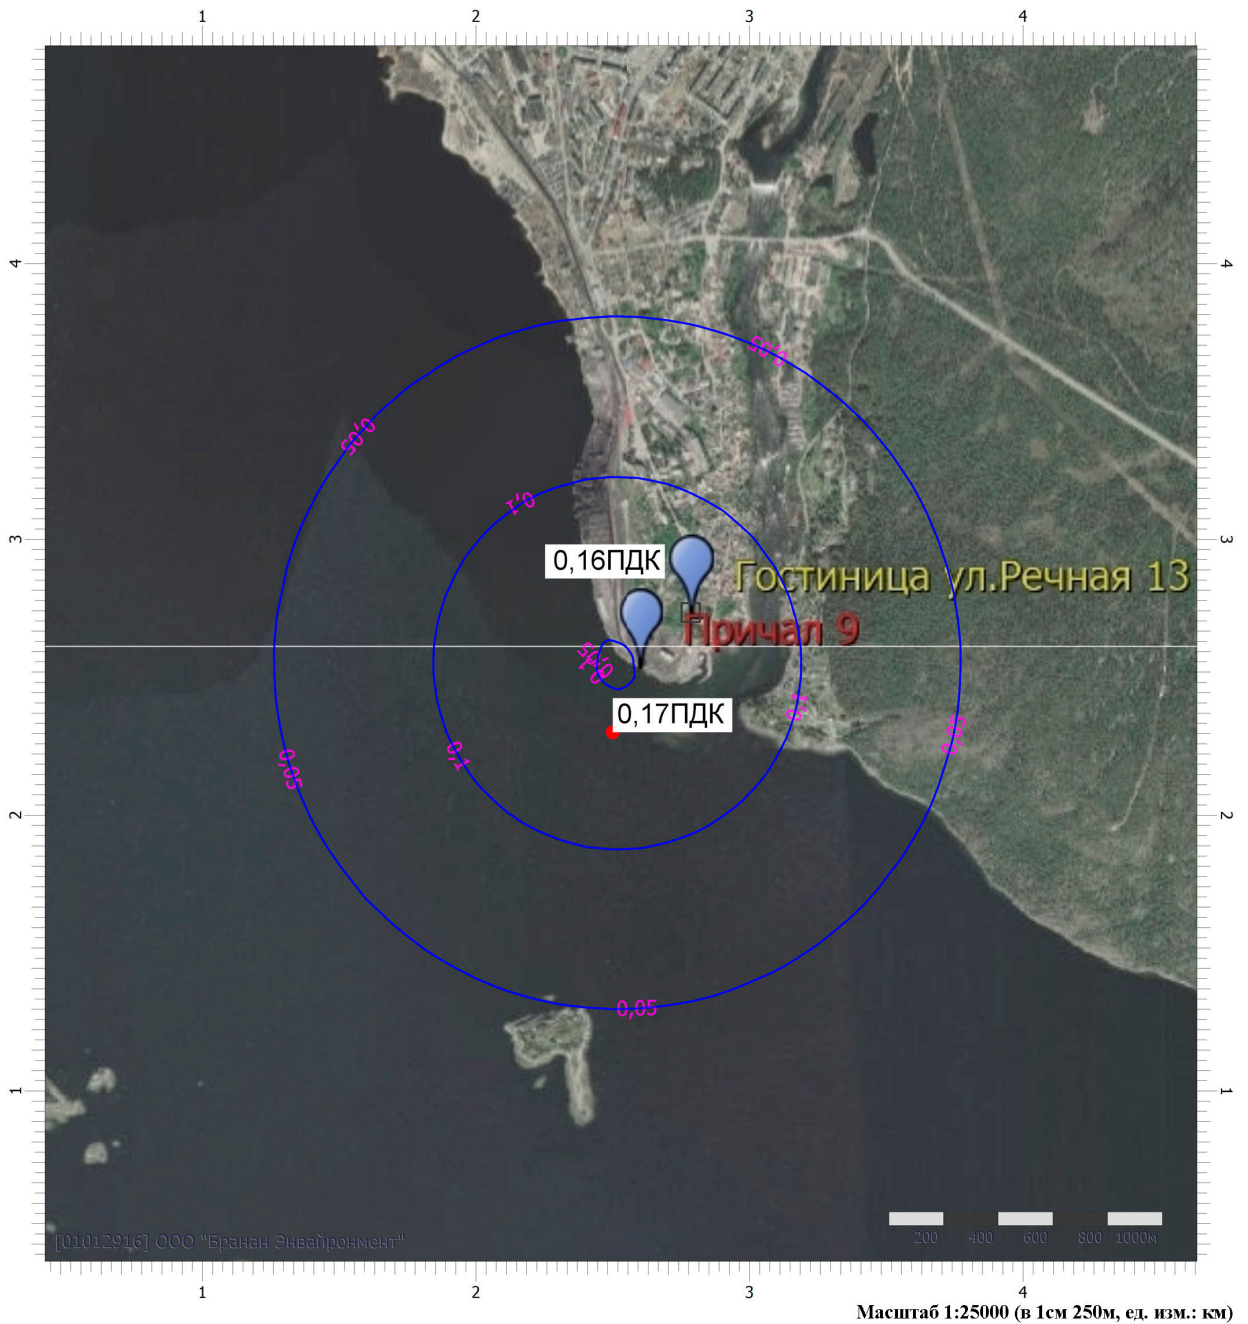 1 2 3 4
4 4
0,05
0,05
0,1
3 3
0,16ПДК
Гостиница ул.Речная 13
Причал 9
0,17ПДК
0,1
0,05
0,1
0,05
2 2
0,05
1 1
200 400 600 800 1000м
[01012916] ООО "Бранан Энвайронмент"
1 2 3 4
Масштаб 1:25000 (в 1см 250м, ед. изм.: км)